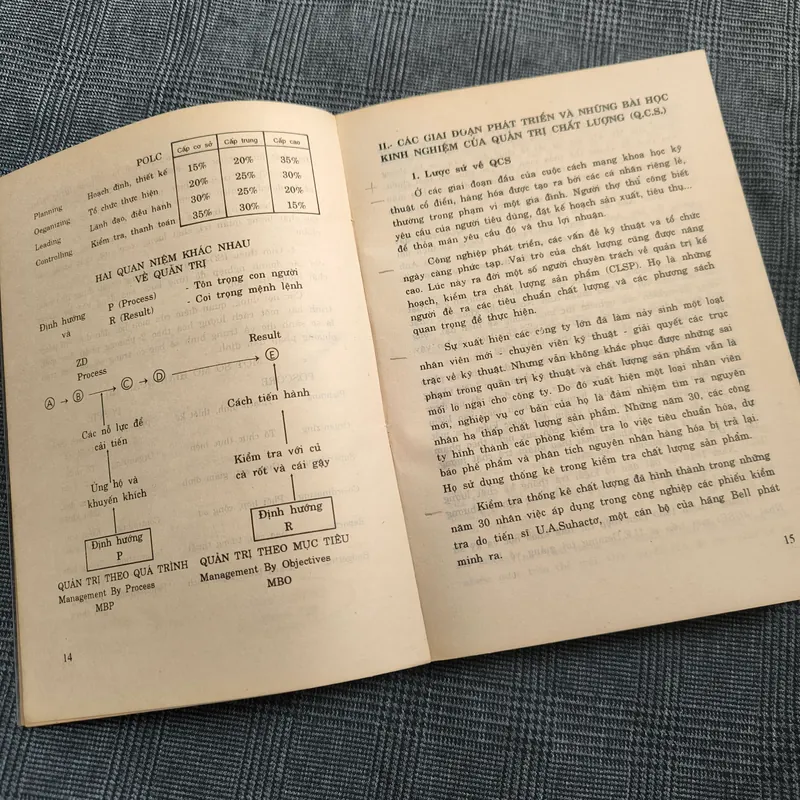 POLC
Cấp cơ sở Cấp trung Cấp cao
Planning Hoạch định, thiết kế 15% 20% 35%
Organizing Tổ chức thực hiện 20% 25% 30%
Leading Lãnh đạo, điều hành 30% 25% 20%
Controlling Kiểm tra, thanh toán 35% 30% 15%
HAI QUAN NIỆM KHÁC NHAU
VỀ QUẢN TRỊ
Định hướng P (Process) - Tôn trọng con người
và R (Result) - Coi trọng mệnh lệnh
ZD
Process
Result
A → B → C → D → E
Các nỗ lực để
cải tiến
Cách tiến hành
Ủng hộ và
khuyến khích
Kiểm tra với củ
cà rốt và cái gậy
Định hướng
P
Định hướng
R
QUẢN TRỊ THEO QUÁ TRÌNH
Management by Process
MBP
QUẢN TRỊ THEO MỤC TIÊU
Management By Objectives
MBO
14
II.- CÁC GIAI ĐOẠN PHÁT TRIỂN VÀ NHỮNG BÀI HỌC
KINH NGHIỆM CỦA QUẢN TRỊ CHẤT LƯỢNG (Q.C.S.)
1. Lược sử về QCS
Ở các giai đoạn đầu của cuộc cách mạng khoa học kỹ
thuật cổ điển, hàng hóa được tạo ra bởi các cá nhân riêng lẻ,
thường trong phạm vi một gia đình. Người thợ thủ công biết
yêu cầu của người tiêu dùng, đặt kế hoạch sản xuất, tiêu thụ...
để thỏa mãn yêu cầu đó và thu lợi nhuận.
Công nghiệp phát triển, các vấn đề kỹ thuật và tổ chức
ngày càng phức tạp. Vai trò của chất lượng cũng được nâng
cao. Lúc này ra đời một số người chuyên trách về quản trị kế
hoạch, kiểm tra chất lượng sản phẩm (CLSP). Họ là những
người đề ra các tiêu chuẩn chất lượng và các phương sách
quan trọng để thực hiện.
Sự xuất hiện các công ty lớn đã làm nảy sinh một loạt
nhân viên mới - chuyên viên kỹ thuật - giải quyết các trục
trặc về kỹ thuật. Nhưng vẫn không khắc phục được những sai
phạm trong quản trị kỹ thuật và chất lượng sản phẩm vẫn là
mối lo ngại cho công ty. Do đó xuất hiện một loại nhân viên
mới, nghiệp vụ cơ bản của họ là đảm nhiệm tìm ra nguyên
nhân hạ thấp chất lượng sản phẩm. Những năm 30, các công
ty hình thành các phòng kiểm tra lo việc tiêu chuẩn hóa, dự
báo phế phẩm và phân tích nguyên nhân hàng hóa bị trả lại.
Họ sử dụng thống kê trong kiểm tra chất lượng sản phẩm.
Kiểm tra thống kê chất lượng đã hình thành trong những
năm 30 nhân việc áp dụng trong công nghiệp các phiếu kiểm
tra do tiến sĩ U.A.Suhactơ, một cán bộ của hãng Bell phát
minh ra.
15